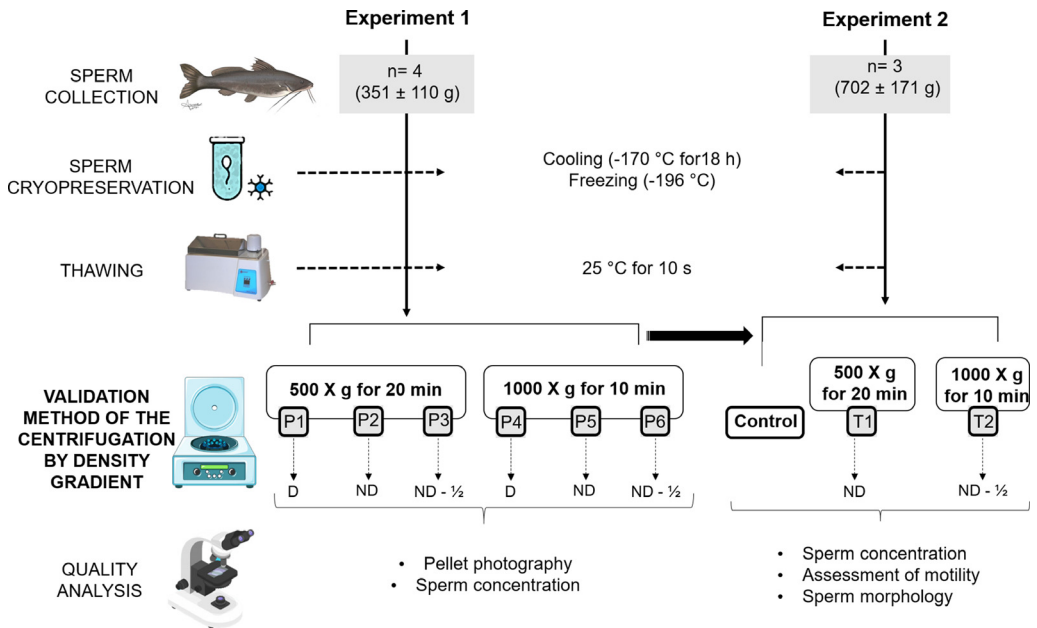 Experiment 1
Experiment 2
SPERM
COLLECTION
n= 4
(351 ± 110 g)
n= 3
(702 ± 171 g)
SPERM
CRYOPRESERVATION
Cooling (-170 °C for18 h)
Freezing (-196 °C)
THAWING
25 °C for 10 s
VALIDATION
METHOD OF THE
CENTRIFUGATION
BY DENSITY
GRADIENT
500 X g for 20 min
1000 X g for 10 min
P1
P2
P3
P4
P5
P6
D
ND
ND - ½
D
ND
ND - ½
Control
500 X g
for 20 min
1000 X g
for 10 min
T1
T2
ND
ND - ½
QUALITY
ANALYSIS
• Pellet photography
• Sperm concentration
• Sperm concentration
• Assessment of motility
• Sperm morphology